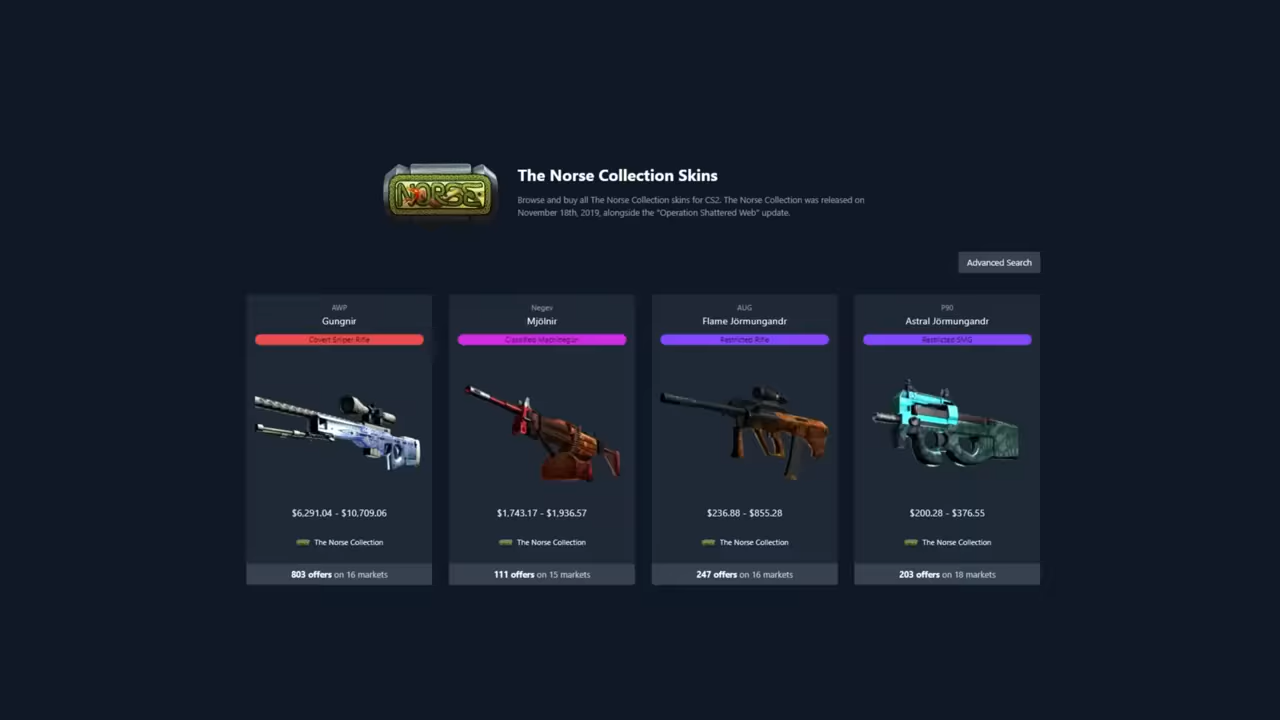 NORSE
The Norse Collection Skins
Browse and buy all The Norse Collection skins for CS2. The Norse Collection was released on
November 18th, 2019, alongside the "Operation Shattered Web" update.
Advanced Search
AWP
Gungnir
Covert Sniper Rifle
$6,291.04 - $10,709.06
The Norse Collection
803 offers on 16 markets
Negev
Mjölnir
Classified Machinegun
$1,743.17 - $1,936.57
The Norse Collection
111 offers on 15 markets
AUG
Flame Jörmungandr
Restricted Rifle
$236.88 - $855.28
The Norse Collection
247 offers on 16 markets
P90
Astral Jörmungandr
Restricted SMG
$200.28 - $376.55
The Norse Collection
203 offers on 18 markets